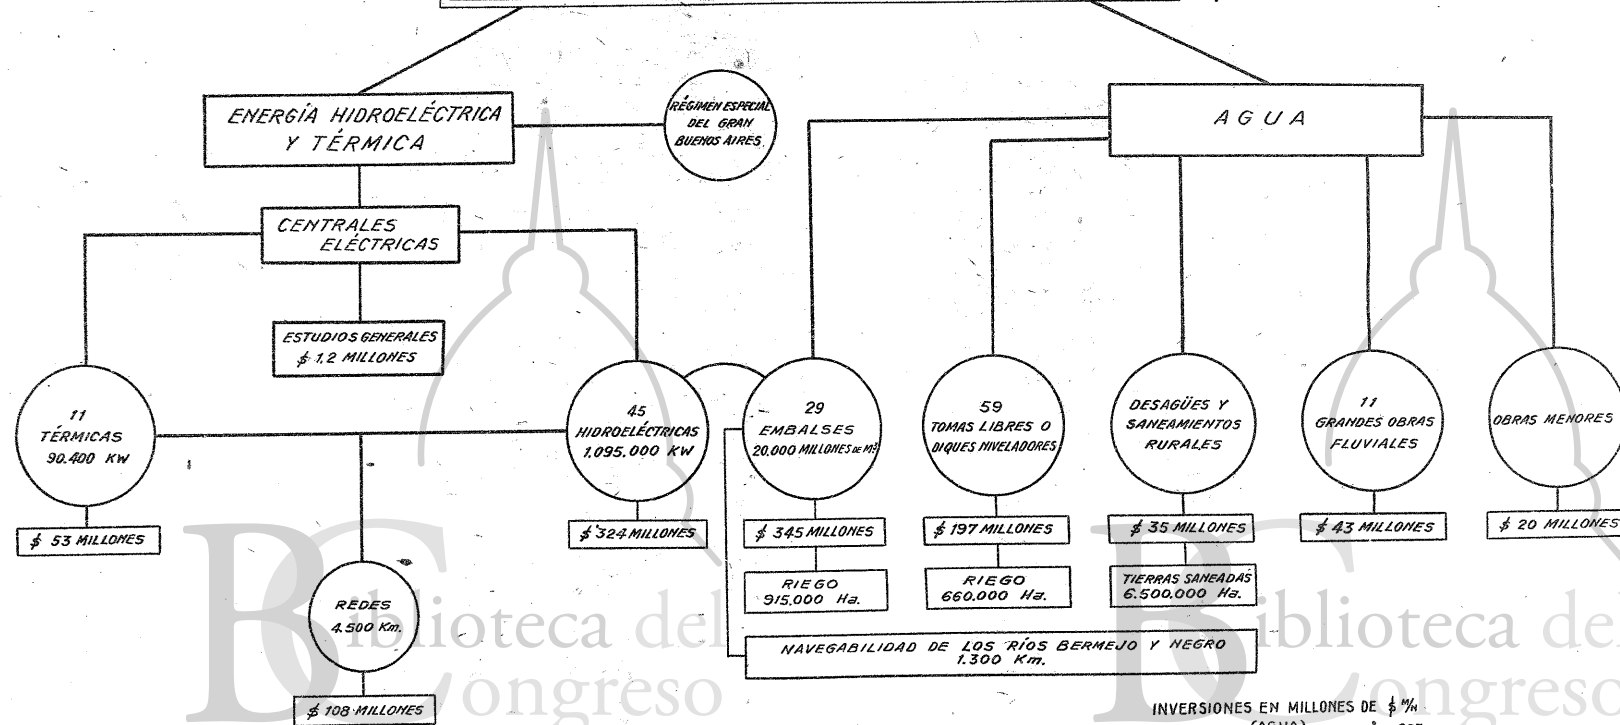 ENERGÍA HIDROELÉCTRICA
Y TÉRMICA
RÉGIMEN ESPECIAL
DEL GRAN
BUENOS AIRES
AGUA
CENTRALES
ELÉCTRICAS
ESTUDIOS GENERALES
$ 1.2 MILLONES
11
TÉRMICAS
90.400 KW
45
HIDROELÉCTRICAS
1.095.000 KW
29
EMBALSES
20.000 MILLONES DE M³
59
TOMAS LIBRES O
DIQUES NIVELADORES
DESAGÜES Y
SANEAMIENTOS
RURALES
11
GRANDES OBRAS
FLUVIALES
OBRAS MENORES
$ 53 MILLONES
$ 324 MILLONES
$ 345 MILLONES
$ 197 MILLONES
$ 35 MILLONES
$ 43 MILLONES
$ 20 MILLONES
RIEGO
915.000 Ha.
RIEGO
660.000 Ha.
TIERRAS SANEADAS
6.500.000 Ha.
REDES
4.500 Km.
NAVEGABILIDAD DE LOS RÍOS BERMEJO Y NEGRO
1.300 Km.
$ 108 MILLONES
Biblioteca del
Congreso
Biblioteca de
Congreso
INVERSIONES EN MILLONES DE $ M/N
(AGUA)